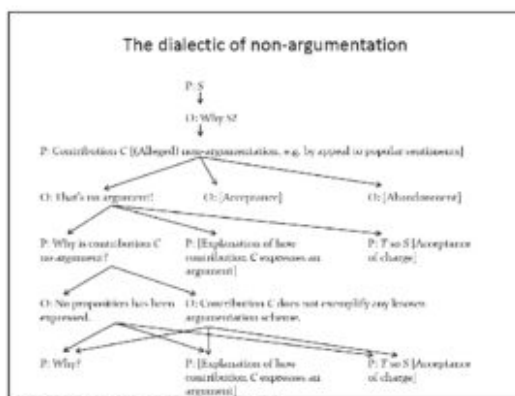 The dialectic of non-argumentation
P: S
O: Why S?
P: Contribution C [(Alleged) non-argumentation, e.g. by appeal to popular sentiments]
O: That's no argument! O: [Acceptance] O: [Abandonment]
P: Why is contribution C P: [Explanation of how P: T so S [Acceptance
no argument? contribution C expresses an of charge]
argument]
O: No proposition has been O: Contribution C does not exemplify any known
expressed. argumentation scheme.
P: Why? P: [Explanation of how P: T so S [Acceptance
contribution C expresses an of charge]
argument]